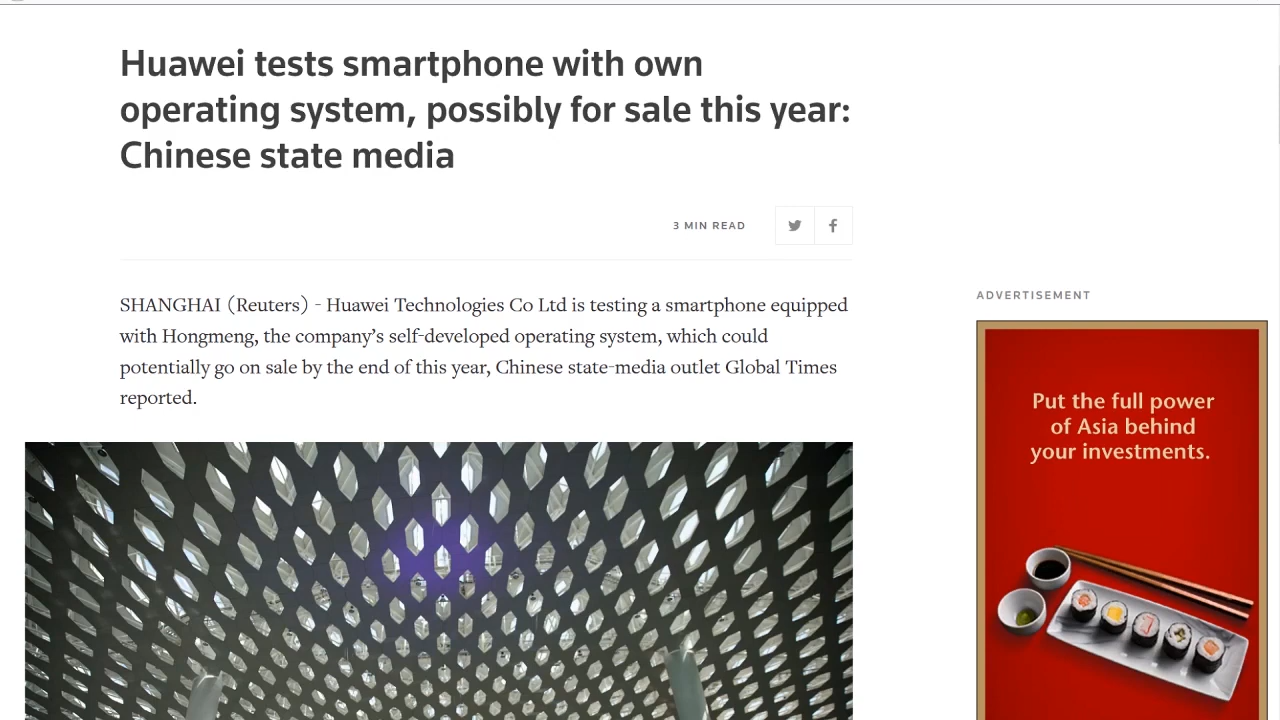 Huawei tests smartphone with own
operating system, possibly for sale this year:
Chinese state media
3 MIN READ
SHANGHAI (Reuters) - Huawei Technologies Co Ltd is testing a smartphone equipped
with Hongmeng, the company’s self-developed operating system, which could
potentially go on sale by the end of this year, Chinese state-media outlet Global Times
reported.
ADVERTISEMENT
Put the full power
of Asia behind
your investments.